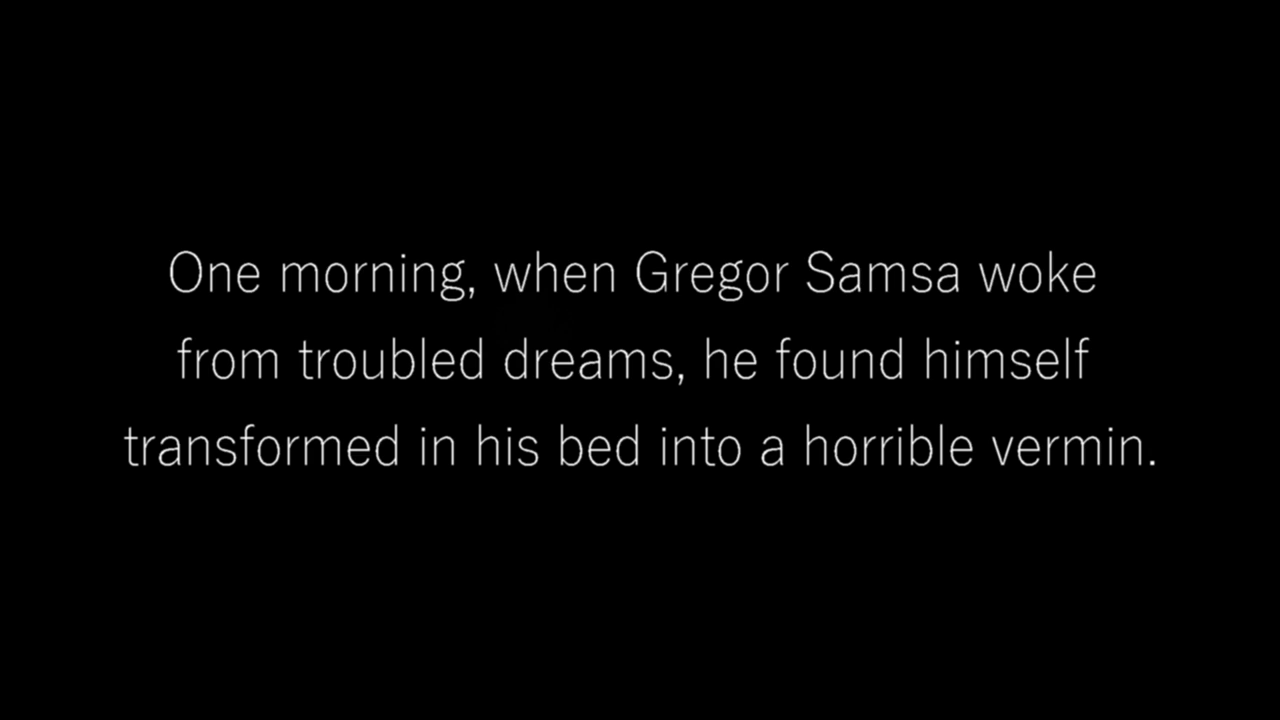 One morning, when Gregor Samsa woke
from troubled dreams, he found himself
transformed in his bed into a horrible vermin.